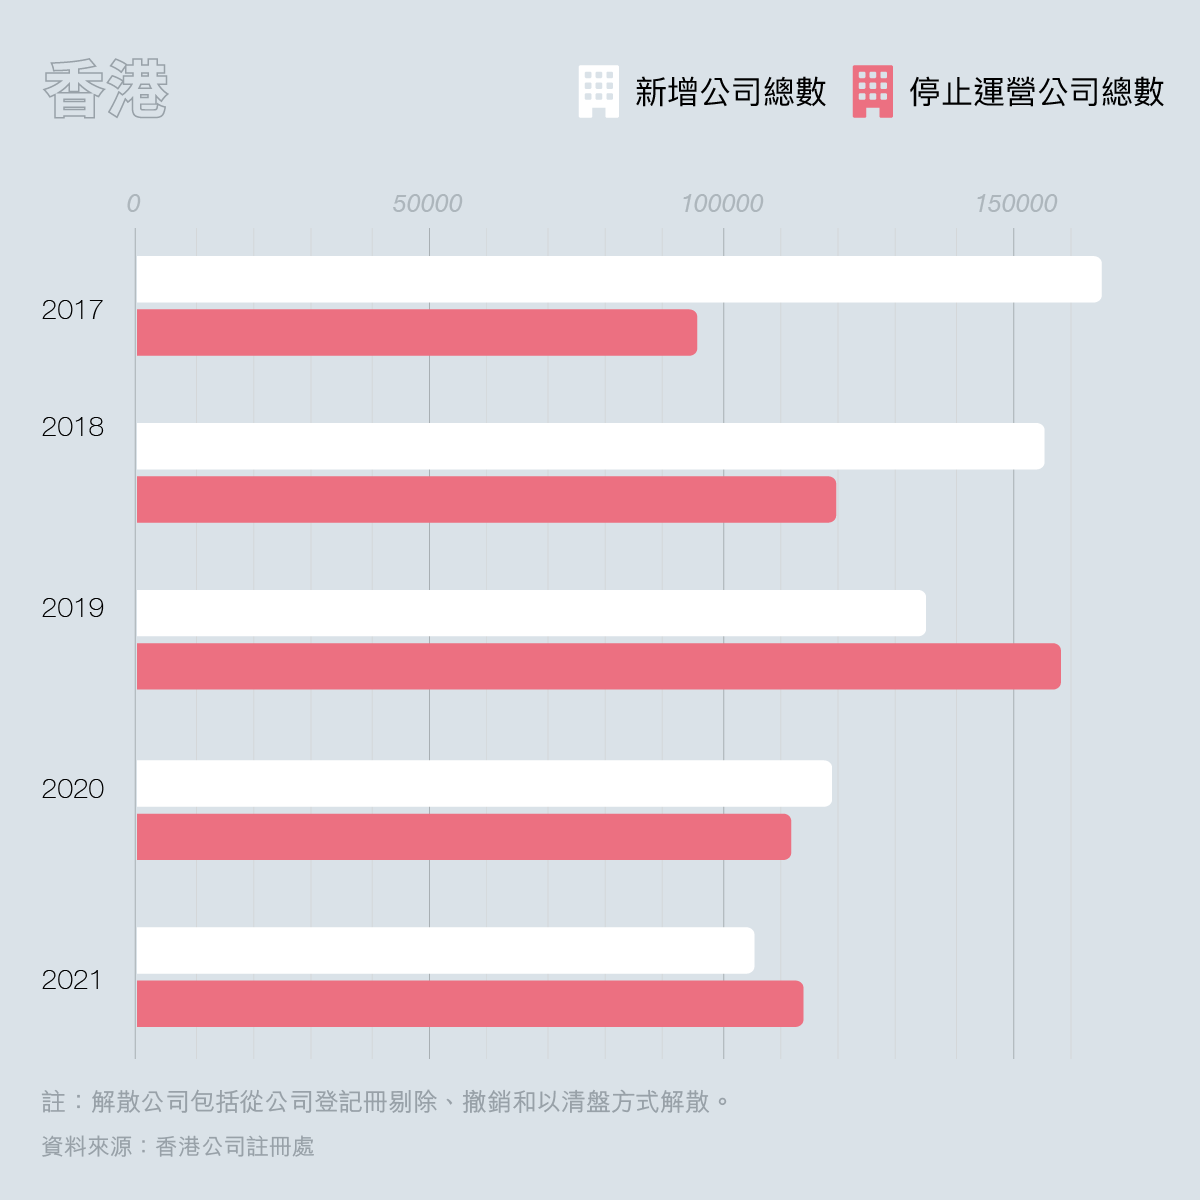 香港
新增公司總數
停止運營公司總數
0 50000 100000 150000
2017
2018
2019
2020
2021
註：解散公司包括從公司登記冊剔除、撤銷和以清盤方式解散。
資料來源：香港公司註冊處